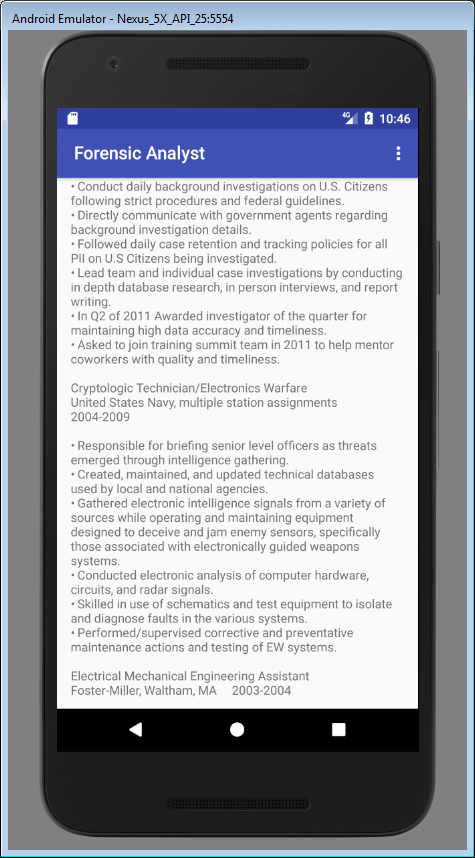 Android Emulator - Nexus_5X_API_25:5554
4G 10:46
Forensic Analyst
• Conduct daily background investigations on U.S. Citizens
following strict procedures and federal guidelines.
• Directly communicate with government agents regarding
background investigation details.
• Followed daily case retention and tracking policies for all
PII on U.S Citizens being investigated.
• Lead team and individual case investigations by conducting
in depth database research, in person interviews, and report
writing.
• In Q2 of 2011 Awarded investigator of the quarter for
maintaining high data accuracy and timeliness.
• Asked to join training summit team in 2011 to help mentor
coworkers with quality and timeliness.
Cryptologic Technician/Electronics Warfare
United States Navy, multiple station assignments
2004-2009
• Responsible for briefing senior level officers as threats
emerged through intelligence gathering.
• Created, maintained, and updated technical databases
used by local and national agencies.
• Gathered electronic intelligence signals from a variety of
sources while operating and maintaining equipment
designed to deceive and jam enemy sensors, specifically
those associated with electronically guided weapons
systems.
• Conducted electronic analysis of computer hardware,
circuits, and radar signals.
• Skilled in use of schematics and test equipment to isolate
and diagnose faults in the various systems.
• Performed/supervised corrective and preventative
maintenance actions and testing of EW systems.
Electrical Mechanical Engineering Assistant
Foster-Miller, Waltham, MA 2003-2004